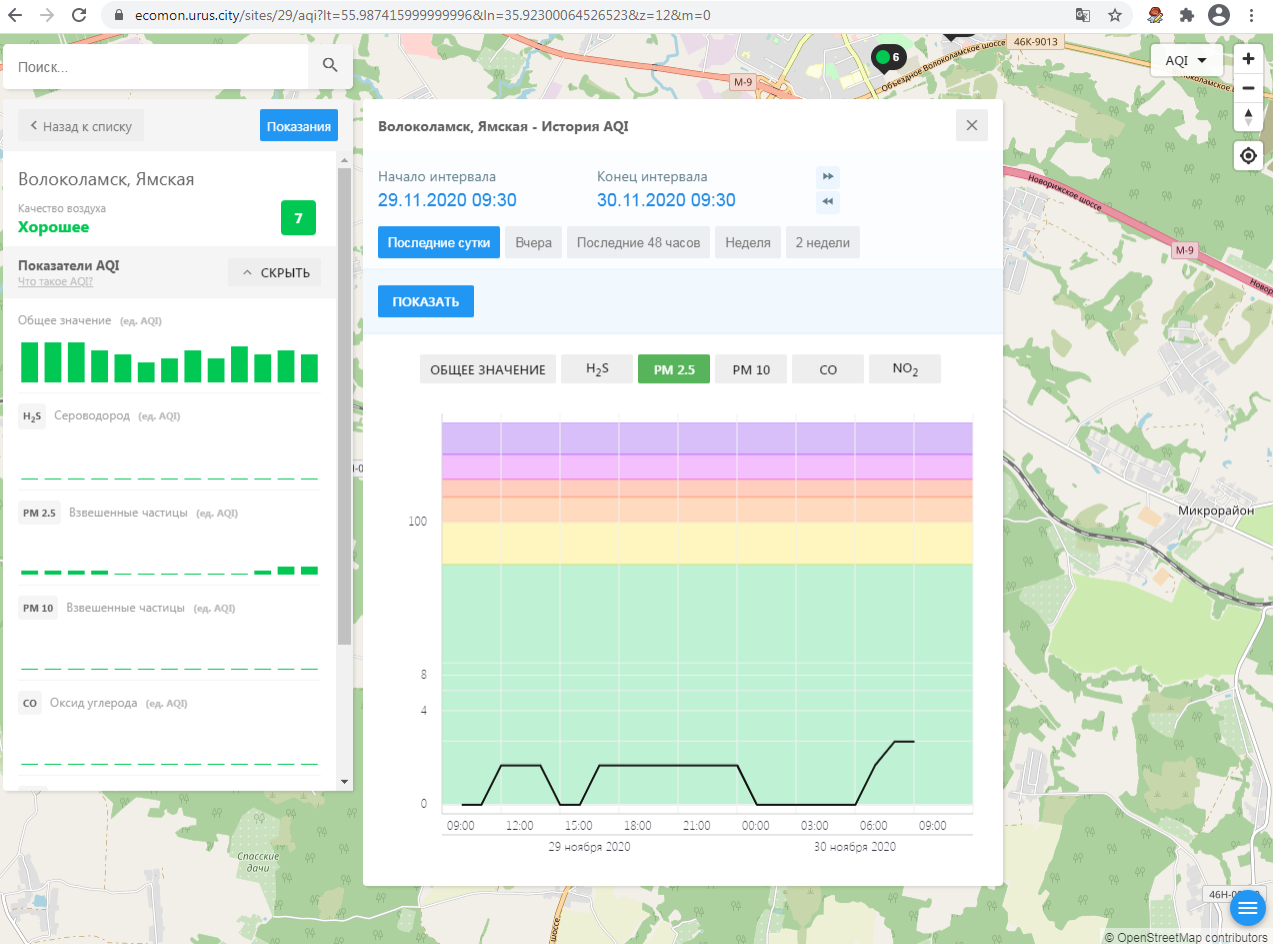 ecomon.urus.city/sites/29/aqi?lt=55.987415999999996&ln=35.92300064526523&z=12&m=0
Поиск...
46К-9013
6
Объездное Волоколамское шоссе
М-9
AQI
Назад к списку
Показания
Волоколамск, Ямская
Качество воздуха
Хорошее
7
Показатели AQI
Что такое AQI?
СКРЫТЬ
Общее значение (ед. AQI)
H2S Сероводород (ед. AQI)
PM 2.5 Взвешенные частицы (ед. AQI)
PM 10 Взвешенные частицы (ед. AQI)
CO Оксид углерода (ед. AQI)
Волоколамск, Ямская - История AQI
Начало интервала
Конец интервала
29.11.2020 09:30
30.11.2020 09:30
Последние сутки
Вчера
Последние 48 часов
Неделя
2 недели
ПОКАЗАТЬ
ОБЩЕЕ ЗНАЧЕНИЕ
H2S
PM 2.5
PM 10
CO
NO2
100
8
4
0
09:00 12:00 15:00 18:00 21:00 00:00 03:00 06:00 09:00
29 ноября 2020
30 ноября 2020
Новорижское шоссе
М-9
Микрорайон
Спасские
дачи
© OpenStreetMap contributors